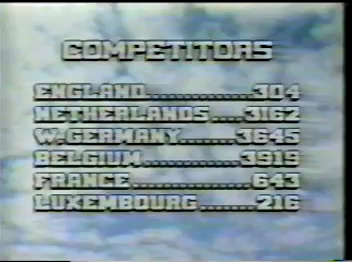 COMPETITORS
ENGLAND............304
NETHERLANDS....3162
W.GERMANY.......3645
BELGIUM...........3919
FRANCE.............643
LUXEMBOURG.......216